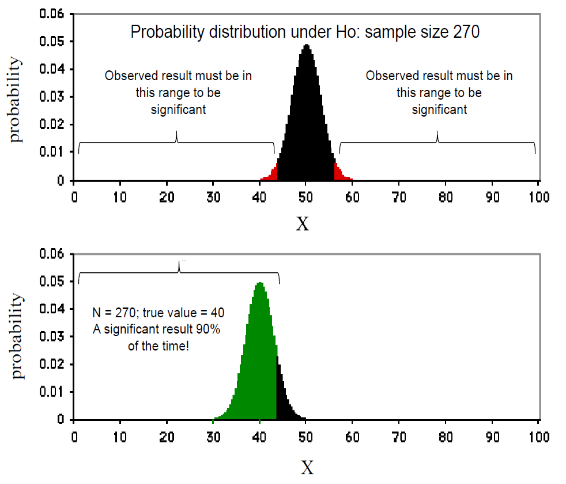 Probability distribution under Ho: sample size 270
Observed result must be in
this range to be
significant
Observed result must be in
this range to be
significant
probability
0.06
0.05
0.04
0.03
0.02
0.01
0
0 10 20 30 40 50 60 70 80 90 100
X
N = 270; true value = 40
A significant result 90%
of the time!
probability
0.06
0.05
0.04
0.03
0.02
0.01
0
0 10 20 30 40 50 60 70 80 90 100
X